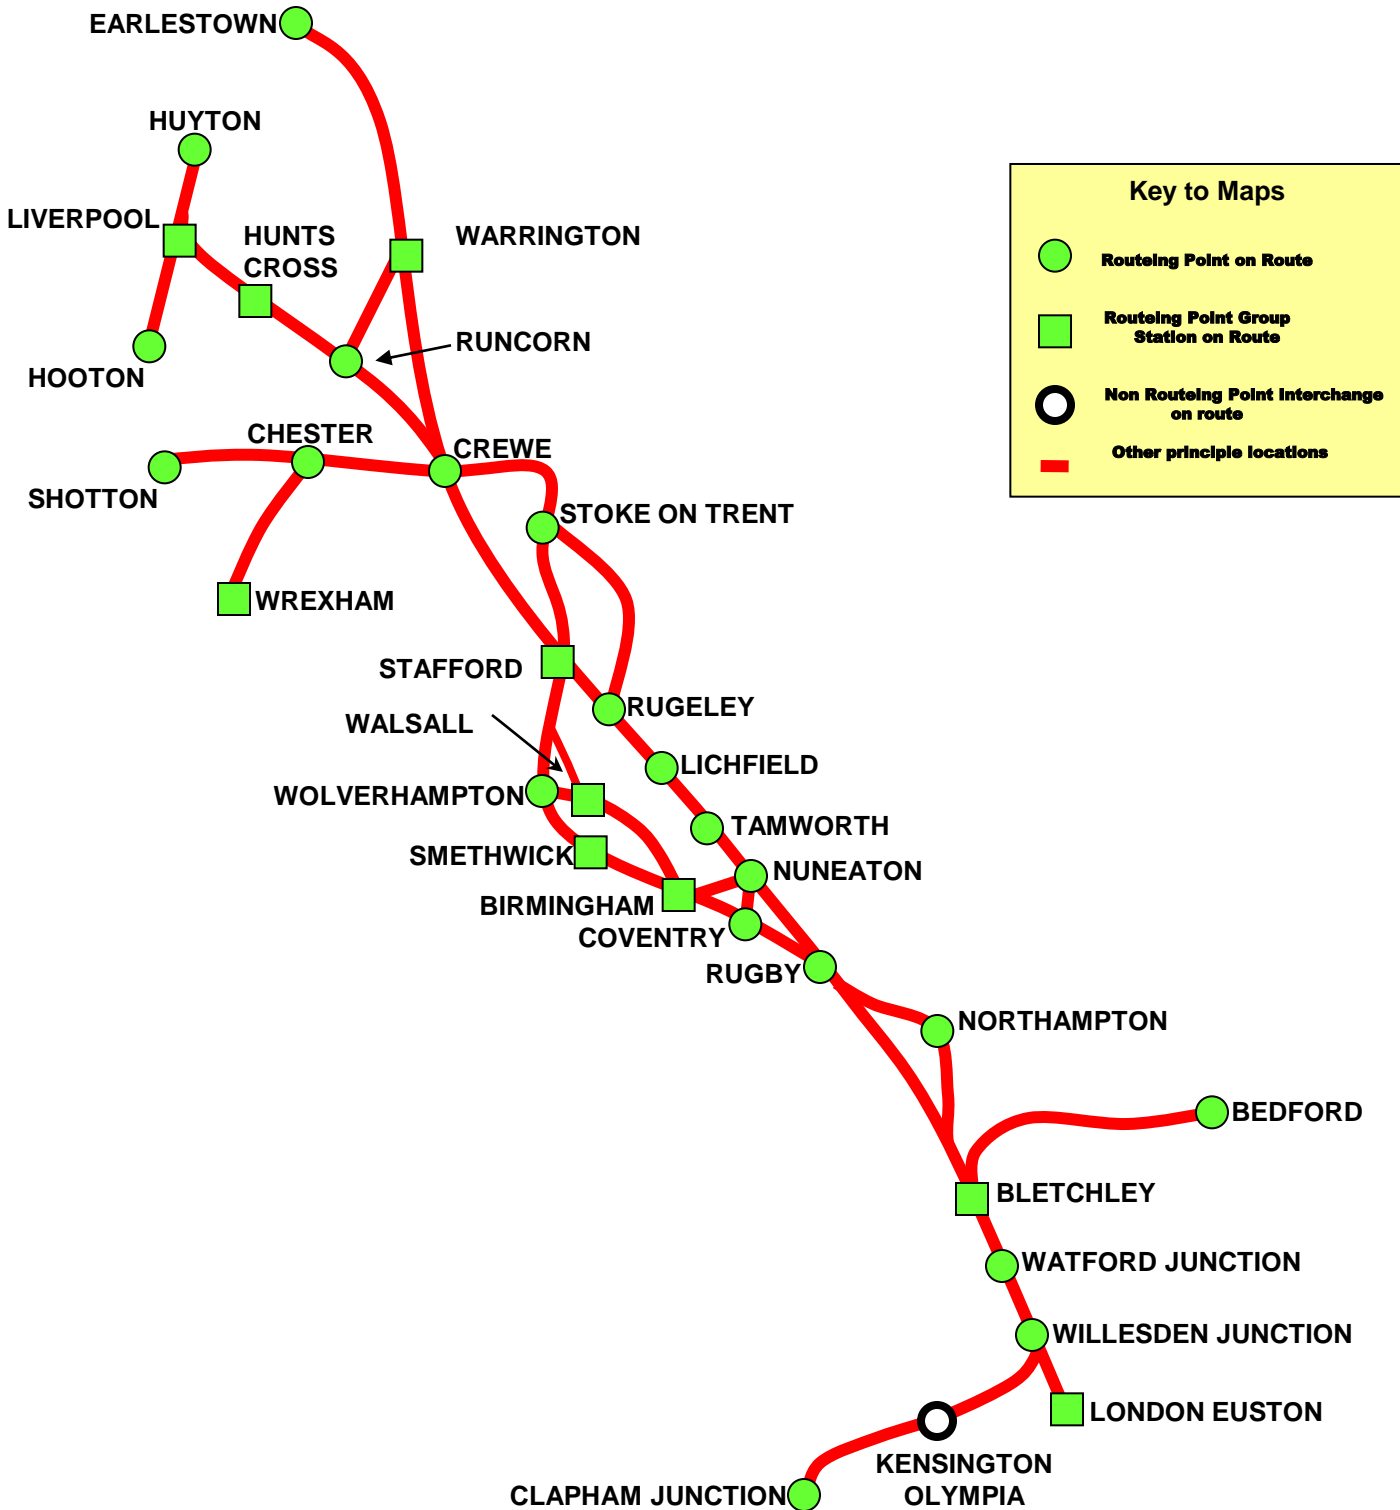 EARLESTOWN
HUYTON
LIVERPOOL
HUNTS
CROSS
WARRINGTON
Key to Maps
Routeing Point on Route
Routeing Point Group
Station on Route
Non Routeing Point Interchange
on route
Other principle locations
RUNCORN
HOOTON
CHESTER
CREWE
SHOTTON
STOKE ON TRENT
WREXHAM
STAFFORD
RUGELEY
WALSALL
LICHFIELD
WOLVERHAMPTON
TAMWORTH
SMETHWICK
NUNEATON
BIRMINGHAM
COVENTRY
RUGBY
NORTHAMPTON
BEDFORD
BLETCHLEY
WATFORD JUNCTION
WILLESDEN JUNCTION
LONDON EUSTON
KENSINGTON
OLYMPIA
CLAPHAM JUNCTION